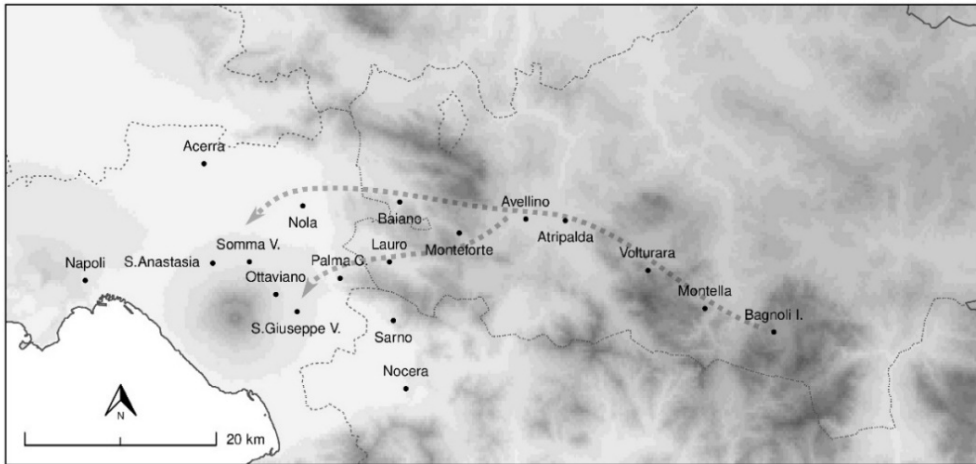 Acerra
Nola
Baiano
Avellino
Atripalda
Monteforte
Lauro
Palma C.
Somma V.
S.Anastasia
Napoli
Ottaviano
S.Giuseppe V.
Volturara
Montella
Bagnoli I.
Sarno
Nocera
N
20 km